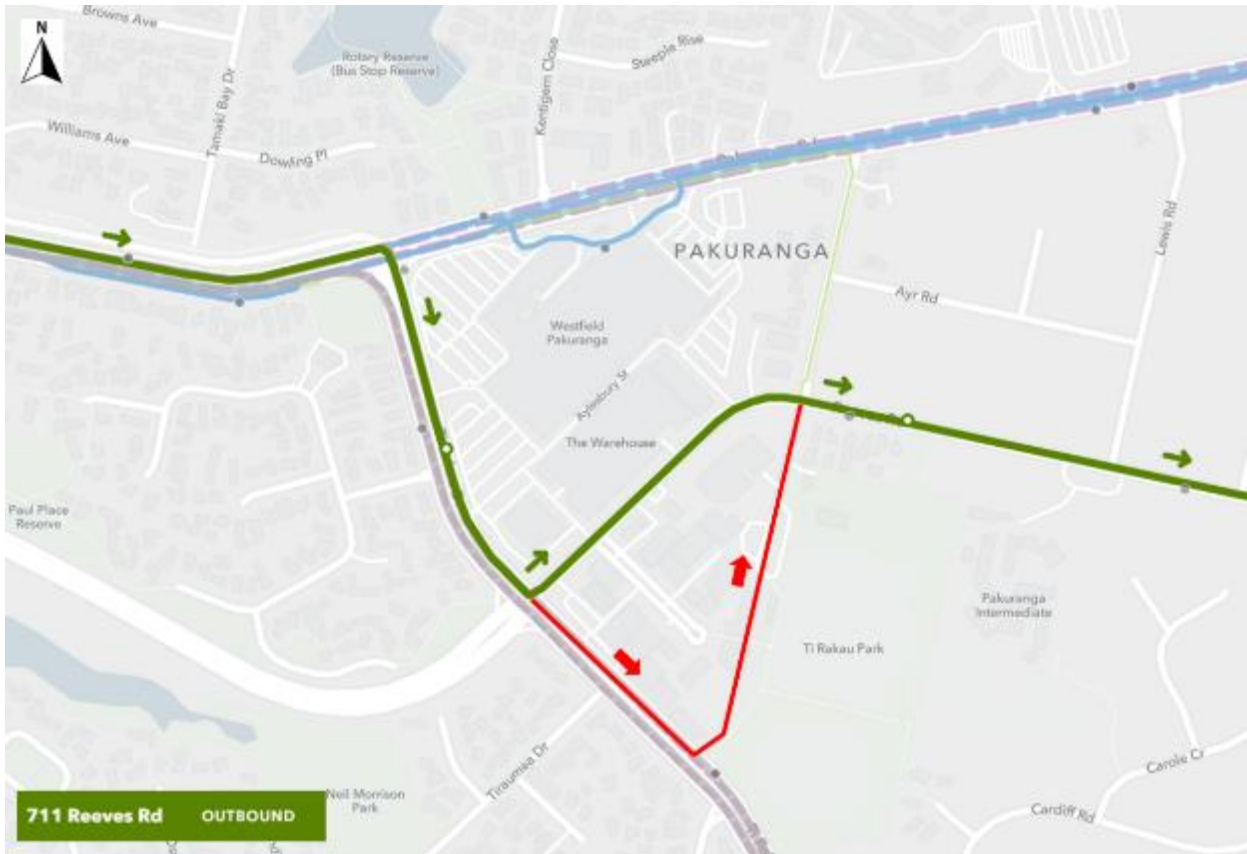 Browns Ave
N
Tamaki Bay Dr
Rotary Reserve
(Bus Stop Reserve)
Kentigern Close
Steeple Rise
Williams Ave
Dowling Pl
PAKURANGA
Lewis Rd
Ayr Rd
Westfield
Pakuranga
Aylesbury St
The Warehouse
Paul Place
Reserve
Pakuranga
Intermediate
Ti Rakau Park
Tiraumea Dr
Carole Cr
Neil Morrison
Park
Cardiff Rd
711 Reeves Rd OUTBOUND